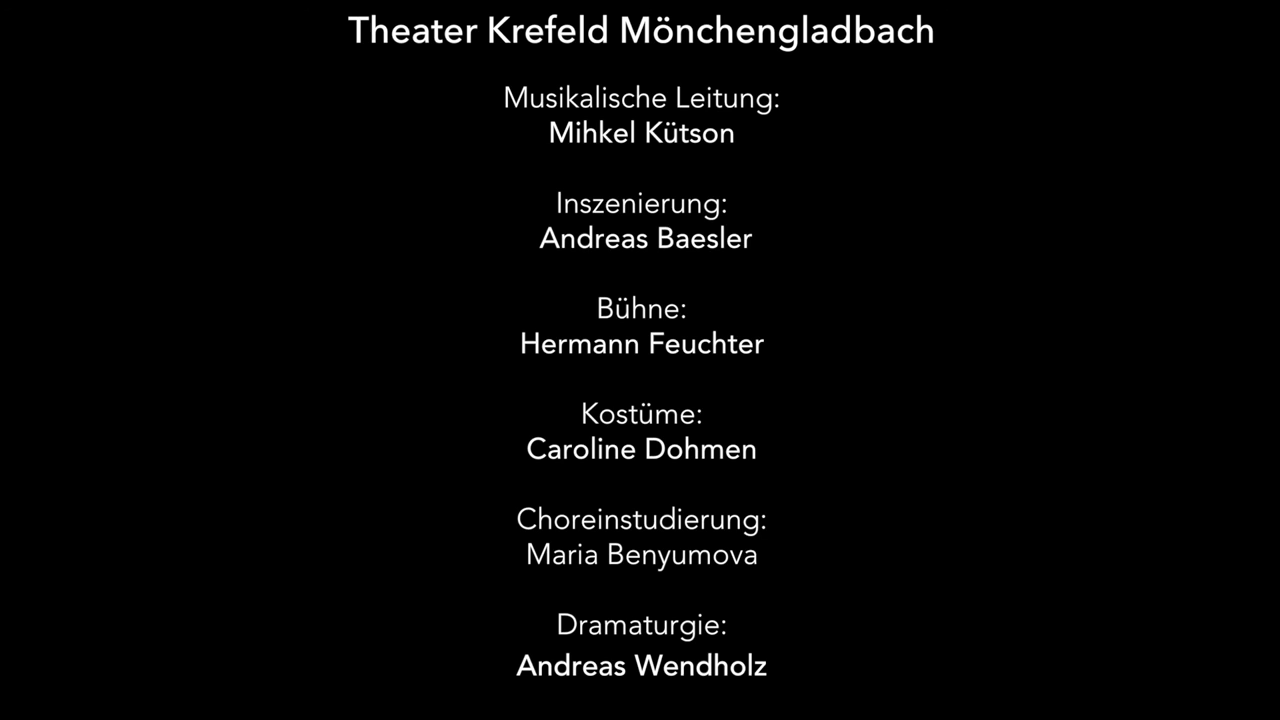 Theater Krefeld Mönchengladbach
Musikalische Leitung:
Mihkel Kütson
Inszenierung:
Andreas Baesler
Bühne:
Hermann Feuchter
Kostüme:
Caroline Dohmen
Choreinstudierung:
Maria Benyumova
Dramaturgie:
Andreas Wendholz